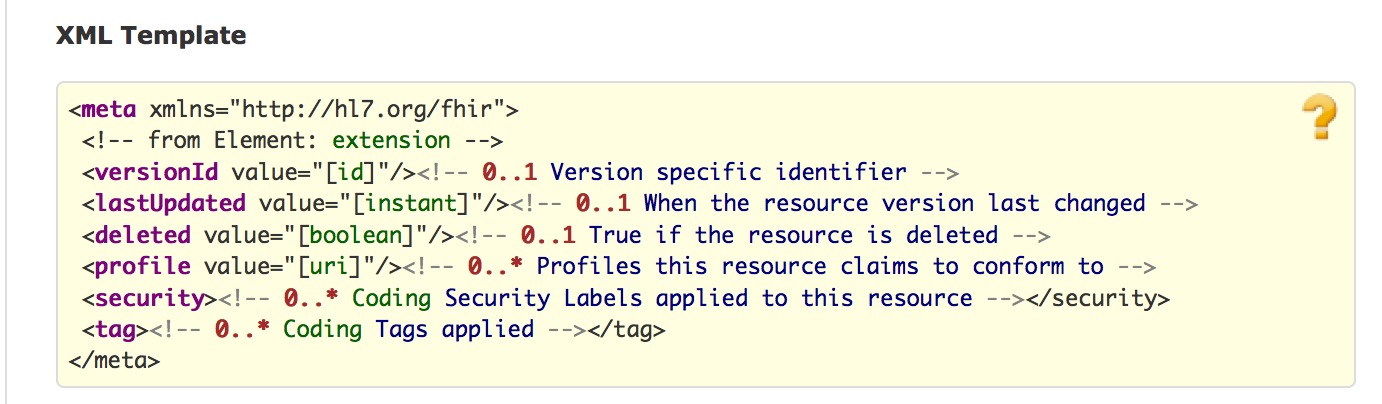 XML Template
<meta xmlns="http://hl7.org/fhir">
<!-- from Element: extension -->
<versionId value="[id]"/><!-- 0..1 Version specific identifier -->
<lastUpdated value="[instant]"/><!-- 0..1 When the resource version last changed -->
<deleted value="[boolean]"/><!-- 0..1 True if the resource is deleted -->
<profile value="[uri]"/><!-- 0..* Profiles this resource claims to conform to -->
<security><!-- 0..* Coding Security Labels applied to this resource --></security>
<tag><!-- 0..* Coding Tags applied --></tag>
</meta>
?